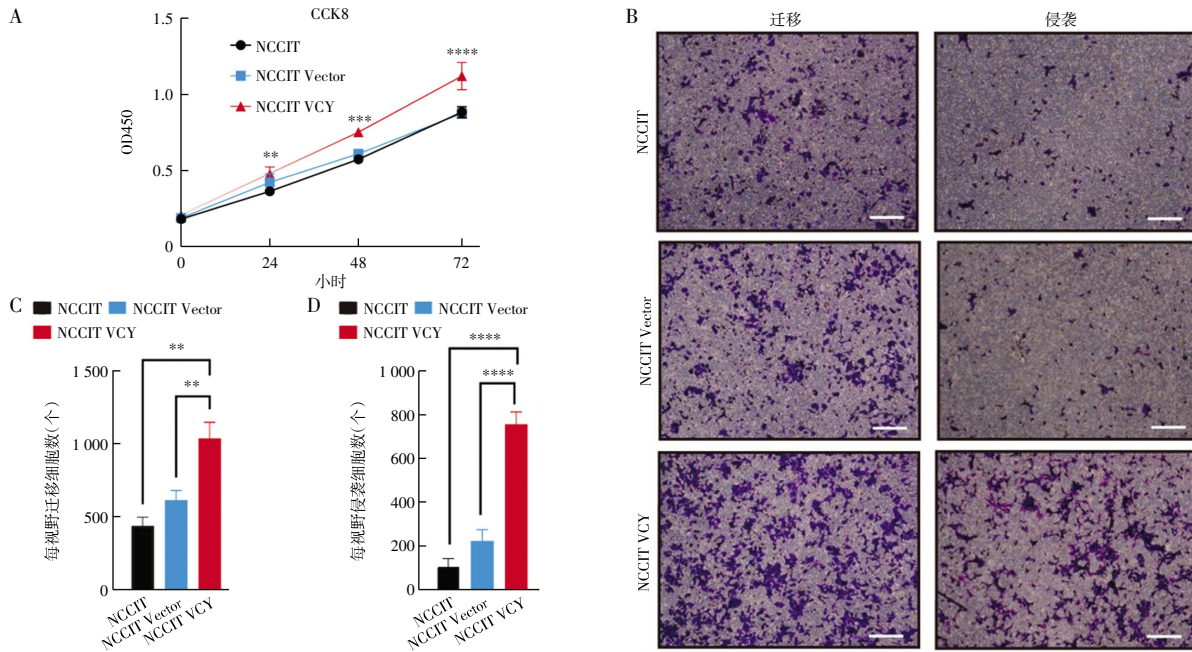 A
CCK8
1.5
1.0
0.5
0
OD450
NCCIT
NCCIT Vector
NCCIT VCY
**
***
****
0
24
48
72
小时
B
迁移
侵袭
NCCIT
NCCIT Vector
NCCIT VCY
C
NCCIT
NCCIT Vector
NCCIT VCY
**
**
1 500
1 000
500
0
每视野迁移细胞数(个)
NCCIT
NCCIT Vector
NCCIT VCY
D
NCCIT
NCCIT Vector
NCCIT VCY
****
****
1 000
800
600
400
200
0
每视野侵袭细胞数(个)
NCCIT
NCCIT Vector
NCCIT VCY